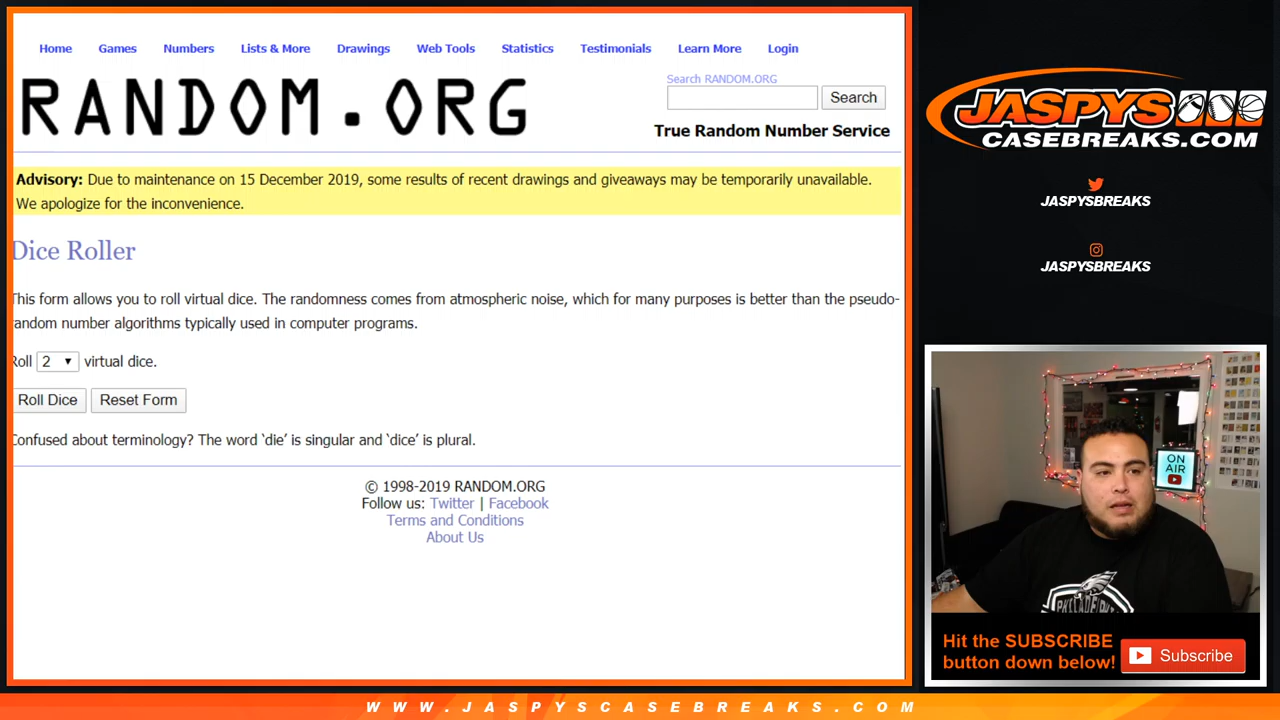 Home Games Numbers Lists & More Drawings Web Tools Statistics Testimonials Learn More Login
RANDOM.ORG
Search RANDOM.ORG
Search
True Random Number Service
Advisory: Due to maintenance on 15 December 2019, some results of recent drawings and giveaways may be temporarily unavailable.
We apologize for the inconvenience.
Dice Roller
This form allows you to roll virtual dice. The randomness comes from atmospheric noise, which for many purposes is better than the pseudo-
random number algorithms typically used in computer programs.
Roll 2 virtual dice.
Roll Dice Reset Form
Confused about terminology? The word ‘die’ is singular and ‘dice’ is plural.
© 1998-2019 RANDOM.ORG
Follow us: Twitter | Facebook
Terms and Conditions
About Us
JASPYS
CASEBREAKS.COM
JASPYSBREAKS
JASPYSBREAKS
ON
AIR
Hit the SUBSCRIBE
button down below!
Subscribe
WWW.JASPYSCASEBREAKS.COM